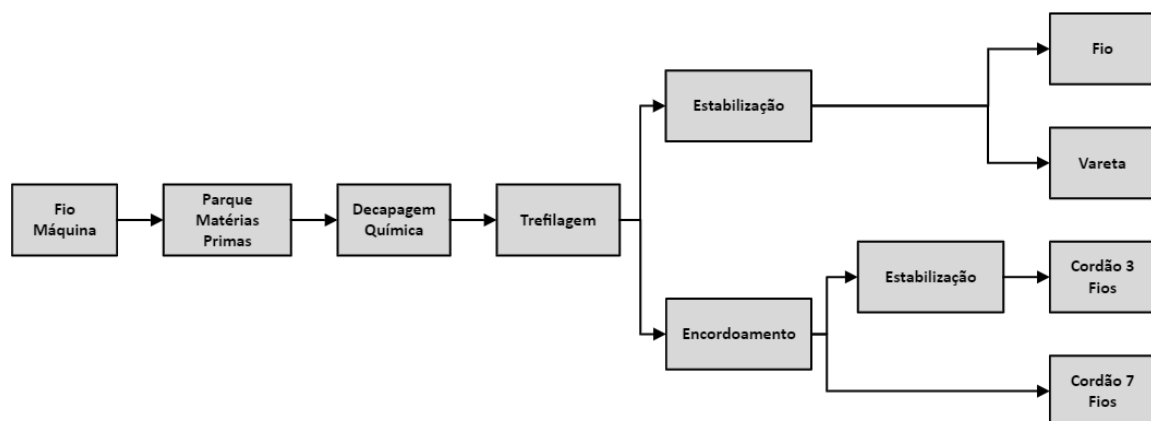 Fio
Máquina
Parque
Matérias
Primas
Decapagem
Química
Trefilagem
Estabilização
Fio
Vareta
Encordoamento
Estabilização
Cordão 3
Fios
Cordão 7
Fios